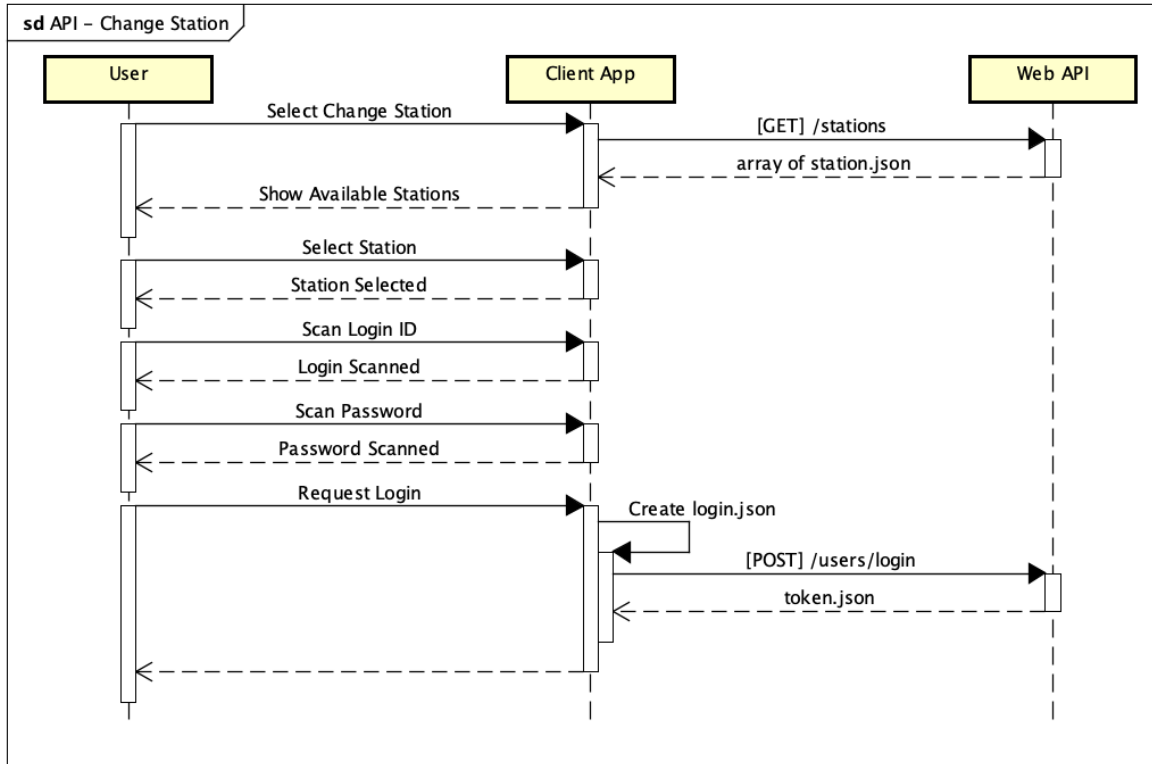 sd API – Change Station
User
Client App
Web API
Select Change Station
[GET] /stations
array of station.json
Show Available Stations
Select Station
Station Selected
Scan Login ID
Login Scanned
Scan Password
Password Scanned
Request Login
Create login.json
[POST] /users/login
token.json